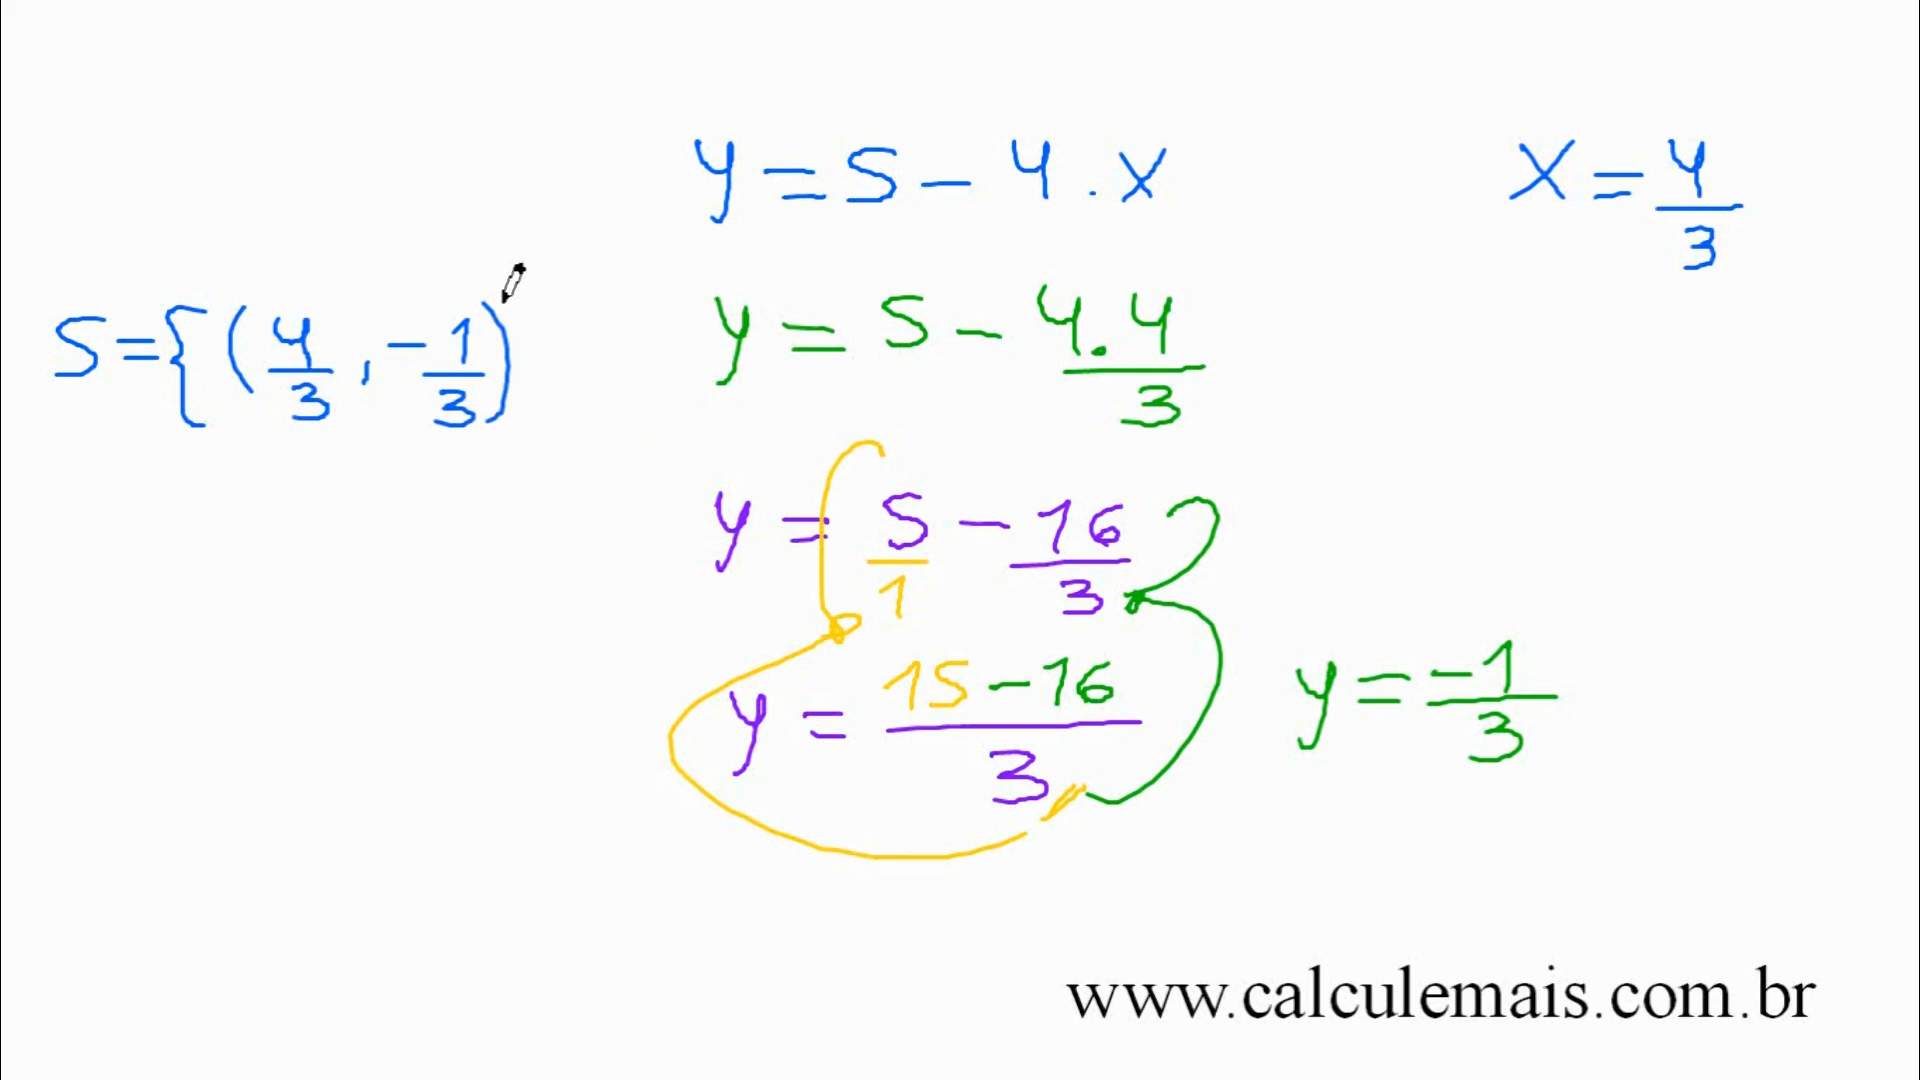 y = 5 - 4 . x
x = 4/3
S = { ( 4/3 , - 1/3 )
y = 5 - 4.4/3
y = 5/1 - 16/3
y = 15 - 16/3
y = -1/3
www.calculemais.com.br